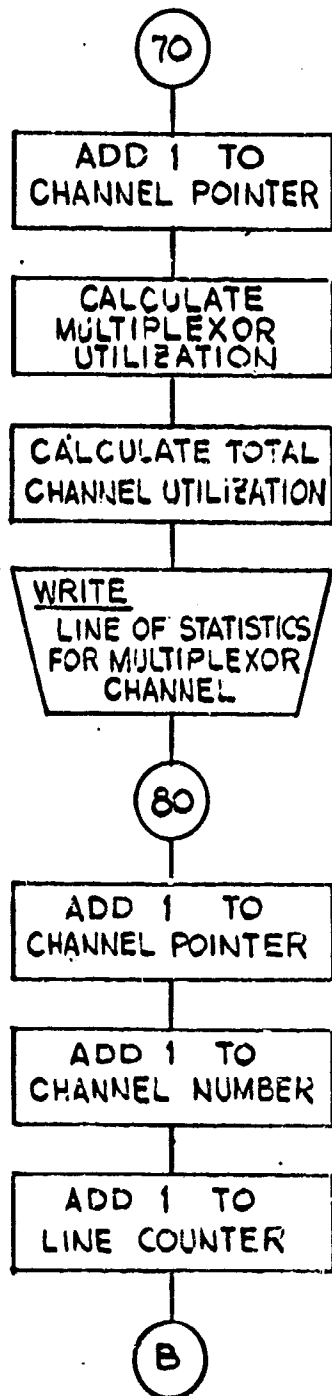 70
ADD 1 TO
CHANNEL POINTER
CALCULATE
MULTIPLEXOR
UTILIZATION
CALCULATE TOTAL
CHANNEL UTILIZATION
WRITE
LINE OF STATISTICS
FOR MULTIPLEXOR
CHANNEL
80
ADD 1 TO
CHANNEL POINTER
ADD 1 TO
CHANNEL NUMBER
ADD 1 TO
LINE COUNTER
B